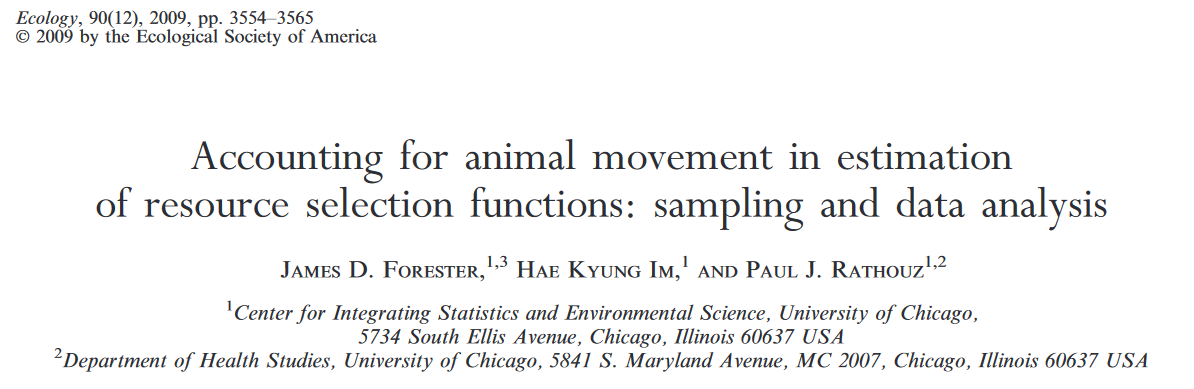 Ecology, 90(12), 2009, pp. 3554–3565
© 2009 by the Ecological Society of America
Accounting for animal movement in estimation
of resource selection functions: sampling and data analysis
JAMES D. FORESTER,1,3 HAE KYUNG IM,1 AND PAUL J. RATHOUZ1,2
1Center for Integrating Statistics and Environmental Science, University of Chicago,
5734 South Ellis Avenue, Chicago, Illinois 60637 USA
2Department of Health Studies, University of Chicago, 5841 S. Maryland Avenue, MC 2007, Chicago, Illinois 60637 USA